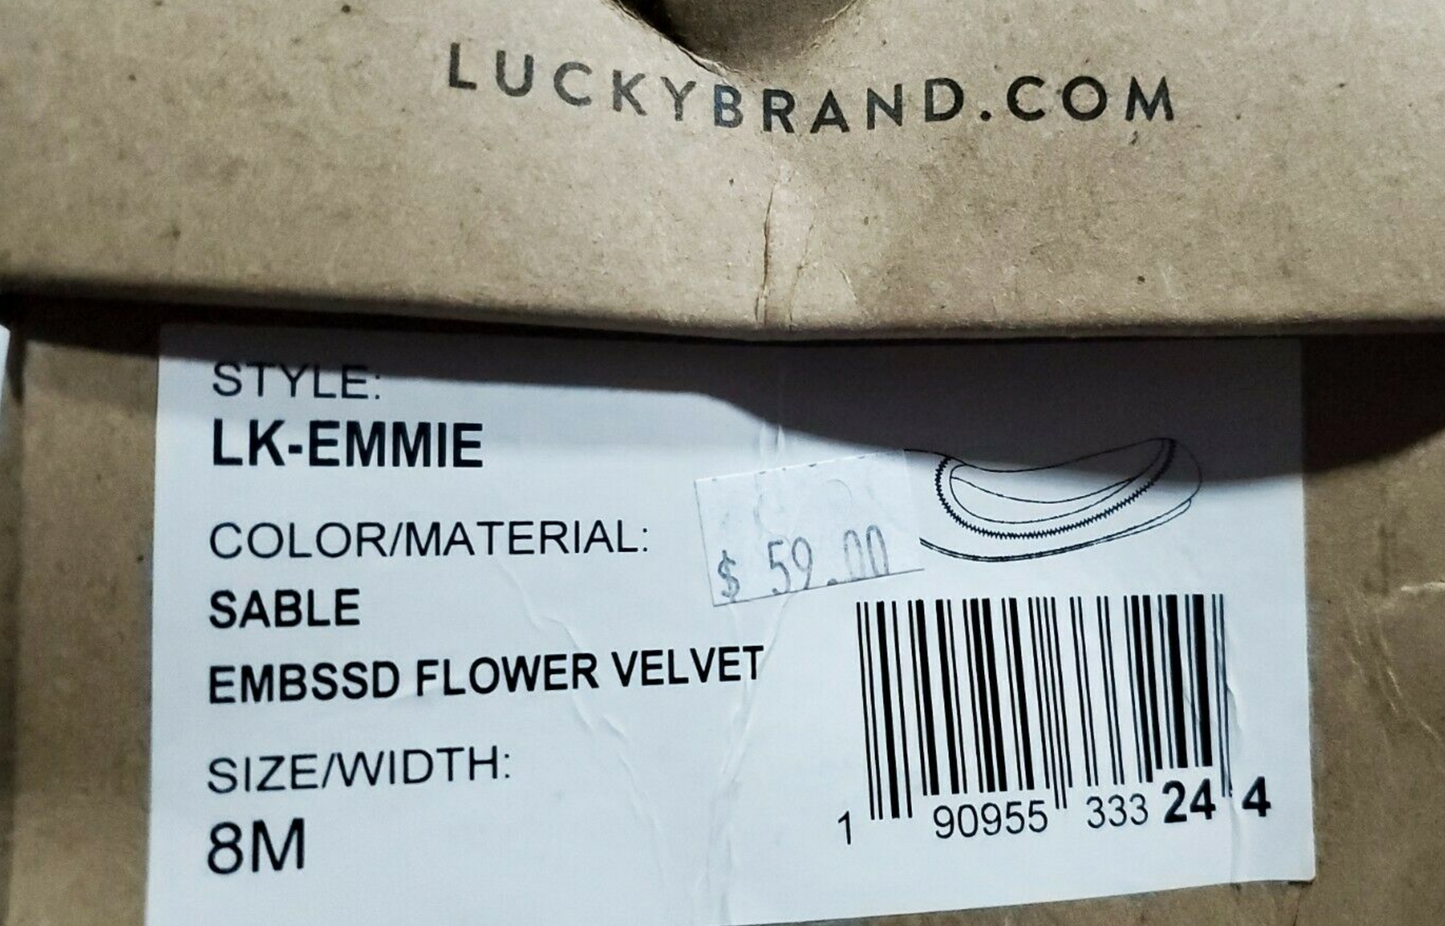 LUCKYBRAND.COM
STYLE:
LK-EMMIE
COLOR/MATERIAL:
$ 59.00
SABLE
EMBSSD FLOWER VELVET
SIZE/WIDTH:
8M
1 90955 333 24 4